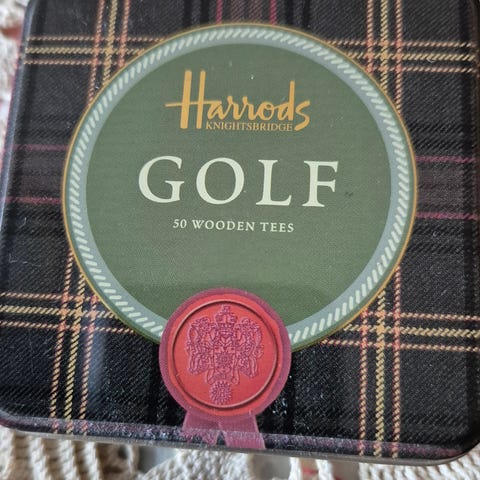 Harrods
KNIGHTSBRIDGE
GOLF
50 WOODEN TEES